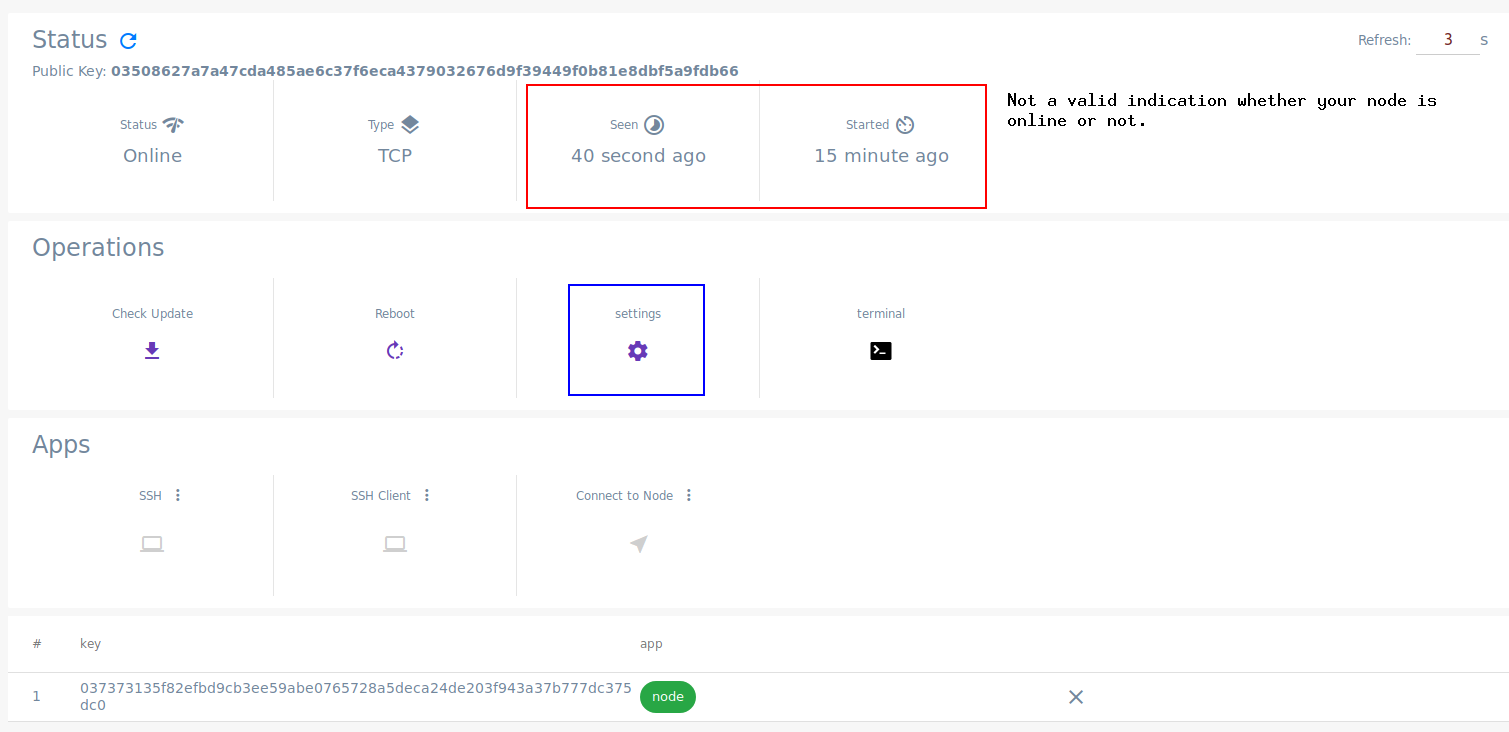 Status
Refresh: 3 s
Public Key: 03508627a7a47cda485ae6c37f6eca4379032676d9f39449f0b81e8dbf5a9fdb66
Not a valid indication whether your node is
online or not.
Status Type Seen Started
Online TCP 40 second ago 15 minute ago
Operations
Check Update Reboot settings terminal
Apps
SSH SSH Client Connect to Node
# key app
1 037373135f82efbd9cb3ee59abe0765728a5deca24de203f943a37b777dc375 node
dc0